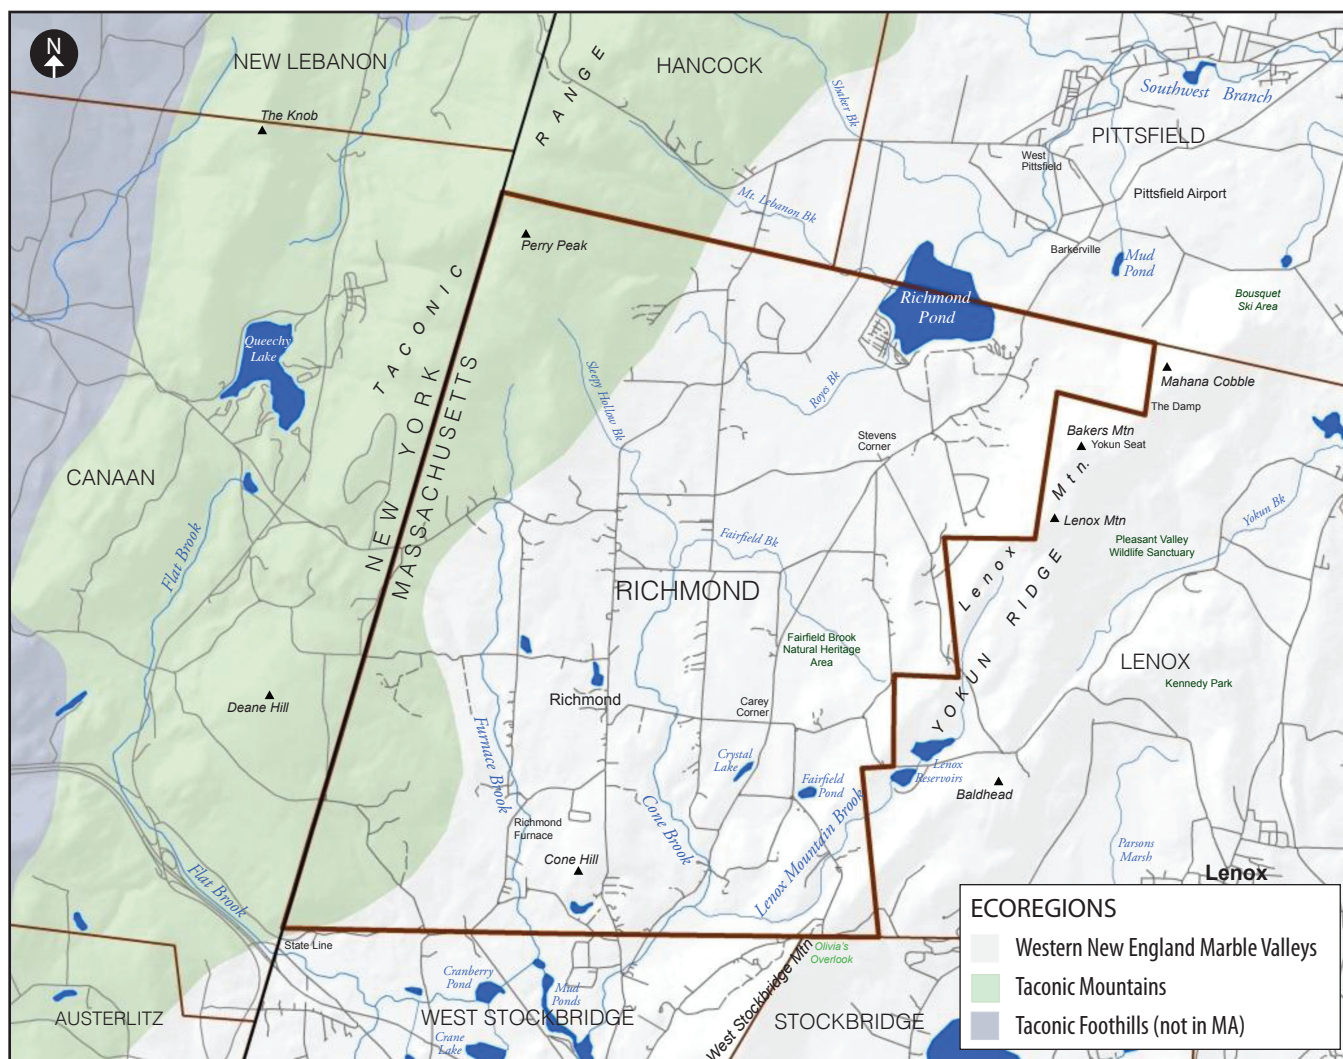 N
NEW LEBANON
HANCOCK
The Knob
RANGE
Shaker Bk
Southwest Branch
PITTSFIELD
West
Pittsfield
Pittsfield Airport
Mt. Lebanon Bk
Perry Peak
Barkerville
Mud
Pond
Bousquet
Ski Area
Richmond
Pond
TACONIC
Queechy
Lake
NEW YORK
MASSACHUSETTS
Sleepy Hollow Bk
Royes Bk
Mahana Cobble
The Damp
Bakers Mtn
Yokun Seat
Stevens
Corner
CANAAN
Lenox Mtn.
Lenox Mtn
Yokun Bk
Flat Brook
Fairfield Bk
Pleasant Valley
Wildlife Sanctuary
RICHMOND
YOKUN RIDGE
Fairfield Brook
Natural Heritage
Area
LENOX
Kennedy Park
Deane Hill
Richmond
Carey
Corner
Furnace Brook
Crystal
Lake
Lenox
Reservoirs
Fairfield
Pond
Baldhead
Cone Brook
Lenox Mountain Brook
Richmond
Furnace
Cone Hill
Parsons
Marsh
Lenox
Flat Brook
State Line
Olivia's
Overlook
West Stockbridge Mtn
Cranberry
Pond
Mud
Ponds
AUSTERLITZ
WEST STOCKBRIDGE
STOCKBRIDGE
Crane
Lake
ECOREGIONS
Western New England Marble Valleys
Taconic Mountains
Taconic Foothills (not in MA)